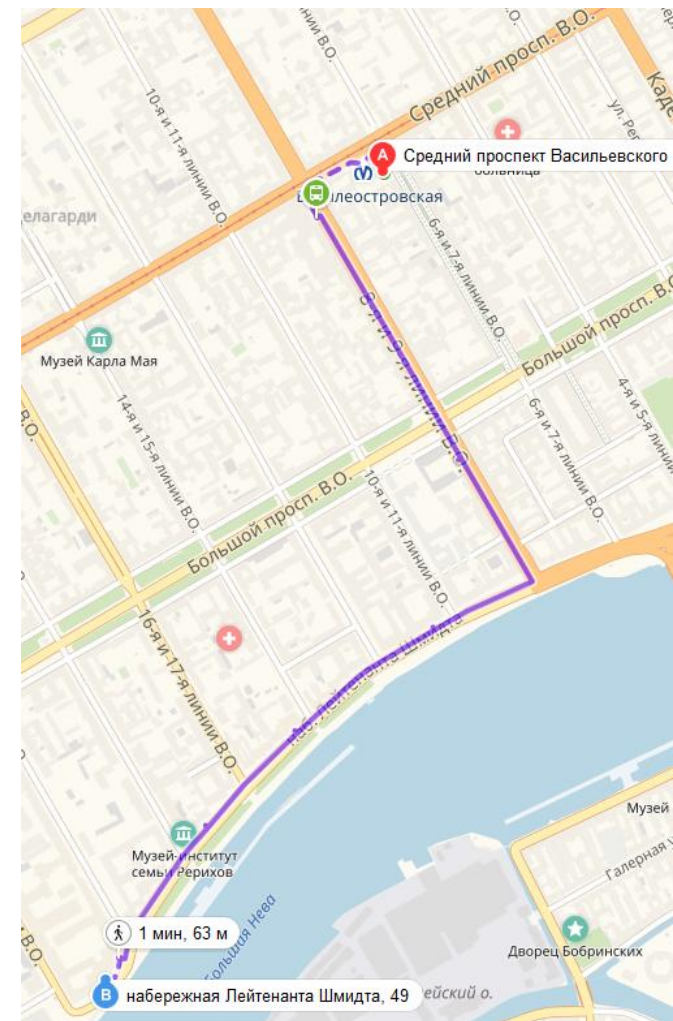 10-я и 11-я линии В.О.
Средний просп. В.О.
Средний проспект Васильевского
больница
елагарди
Музей Карла Мая
6-я и 7-я линии В.О.
Большой просп. В.О.
4-я и 5-я линии
8-я и 9-я линии В.О.
6-я и 7-я линии В.О.
14-я и 15-я линии В.О.
10-я и 11-я линии В.О.
Большой просп. В.О.
16-я и 17-я линии В.О.
наб. Лейтенанта Шмидта
Музей
Галерная
Музей-институт
семьи Рерихов
1 мин, 63 м
Большая Нева
Дворец Бобринских
набережная Лейтенанта Шмидта, 49
ейский о.
В.О.